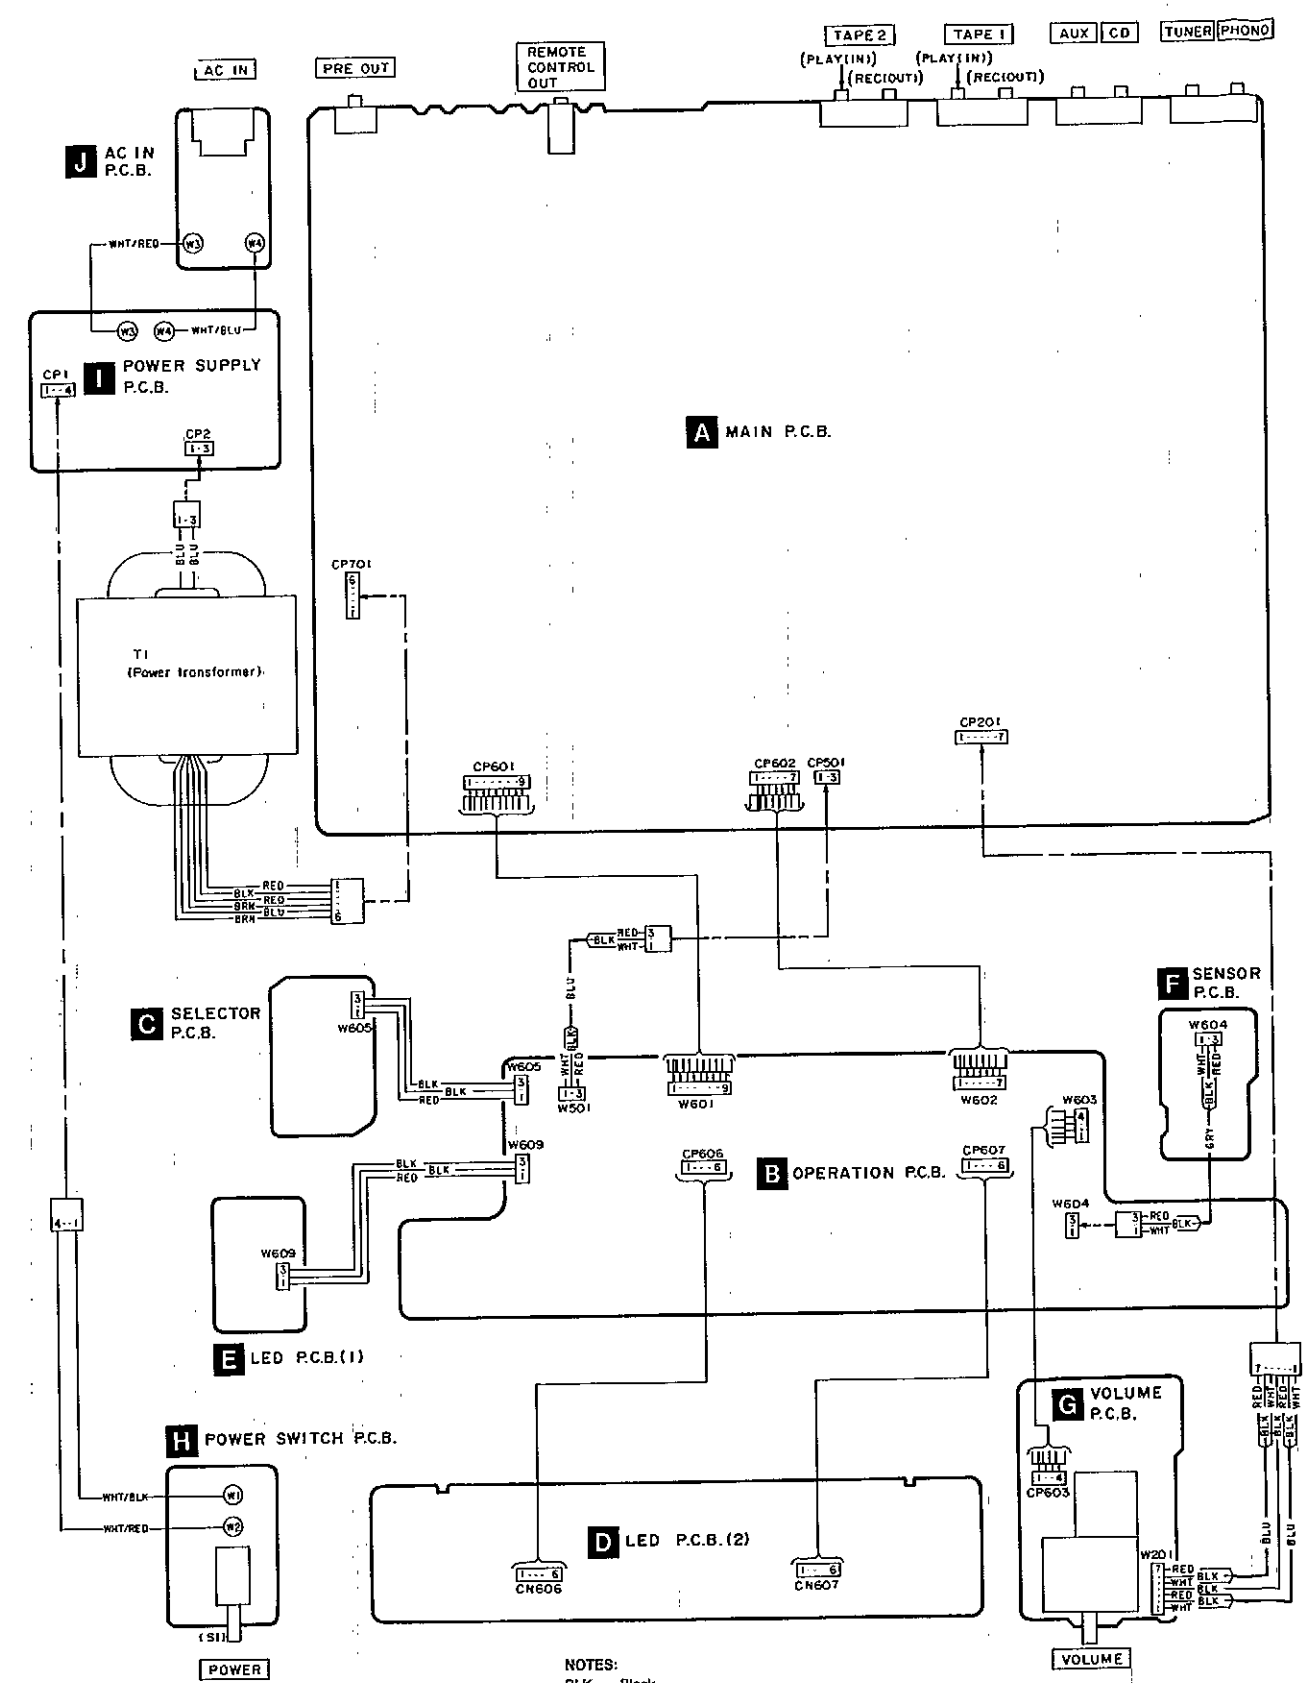 TAPE 2
TAPE 1
AUX
CD
TUNER
PHONO
(PLAY(IN))
(REC(OUT))
(PLAY(IN))
(REC(OUT))
AC IN
PRE OUT
REMOTE
CONTROL
OUT
J AC IN
P.C.B.
WHT/RED
W3
W4
W3
W4
WHT/BLU
I POWER SUPPLY
P.C.B.
CP1
1--4
CP2
1-3
1-3
BLU
BLU
A MAIN P.C.B.
CP701
6
1
T1
(Power transformer)
CP201
1-----7
CP601
1------9
CP602
1----7
CP501
1-3
RED
BLK
RED
BRK
BLU
BRN
1
6
RED
BLK
WHT
3
1
BLU
BLK
WHT
RED
C SELECTOR
P.C.B.
3
1
W605
W605
3
1
BLK
BLK
RED
1-3
W501
1------9
W601
1----7
W602
F SENSOR
P.C.B.
W604
1-3
WHT
RED
BLK
GRY
W603
4
1
W609
3
1
BLK
BLK
RED
CP606
1---6
CP607
1---6
B OPERATION P.C.B.
W604
3
1
3
1
RED
BLK
WHT
4--1
W609
3
1
E LED P.C.B.(1)
7-----1
RED
WHT
RED
WHT
BLK
BLK
BLK
BLU
BLU
G VOLUME
P.C.B.
1--4
CP603
H POWER SWITCH P.C.B.
WHT/BLK
W1
WHT/RED
W2
(S1)
POWER
D LED P.C.B.(2)
1---6
CN606
1---6
CN607
W201
7
1
RED
BLK
WHT
BLK
RED
BLK
WHT
VOLUME
NOTES: